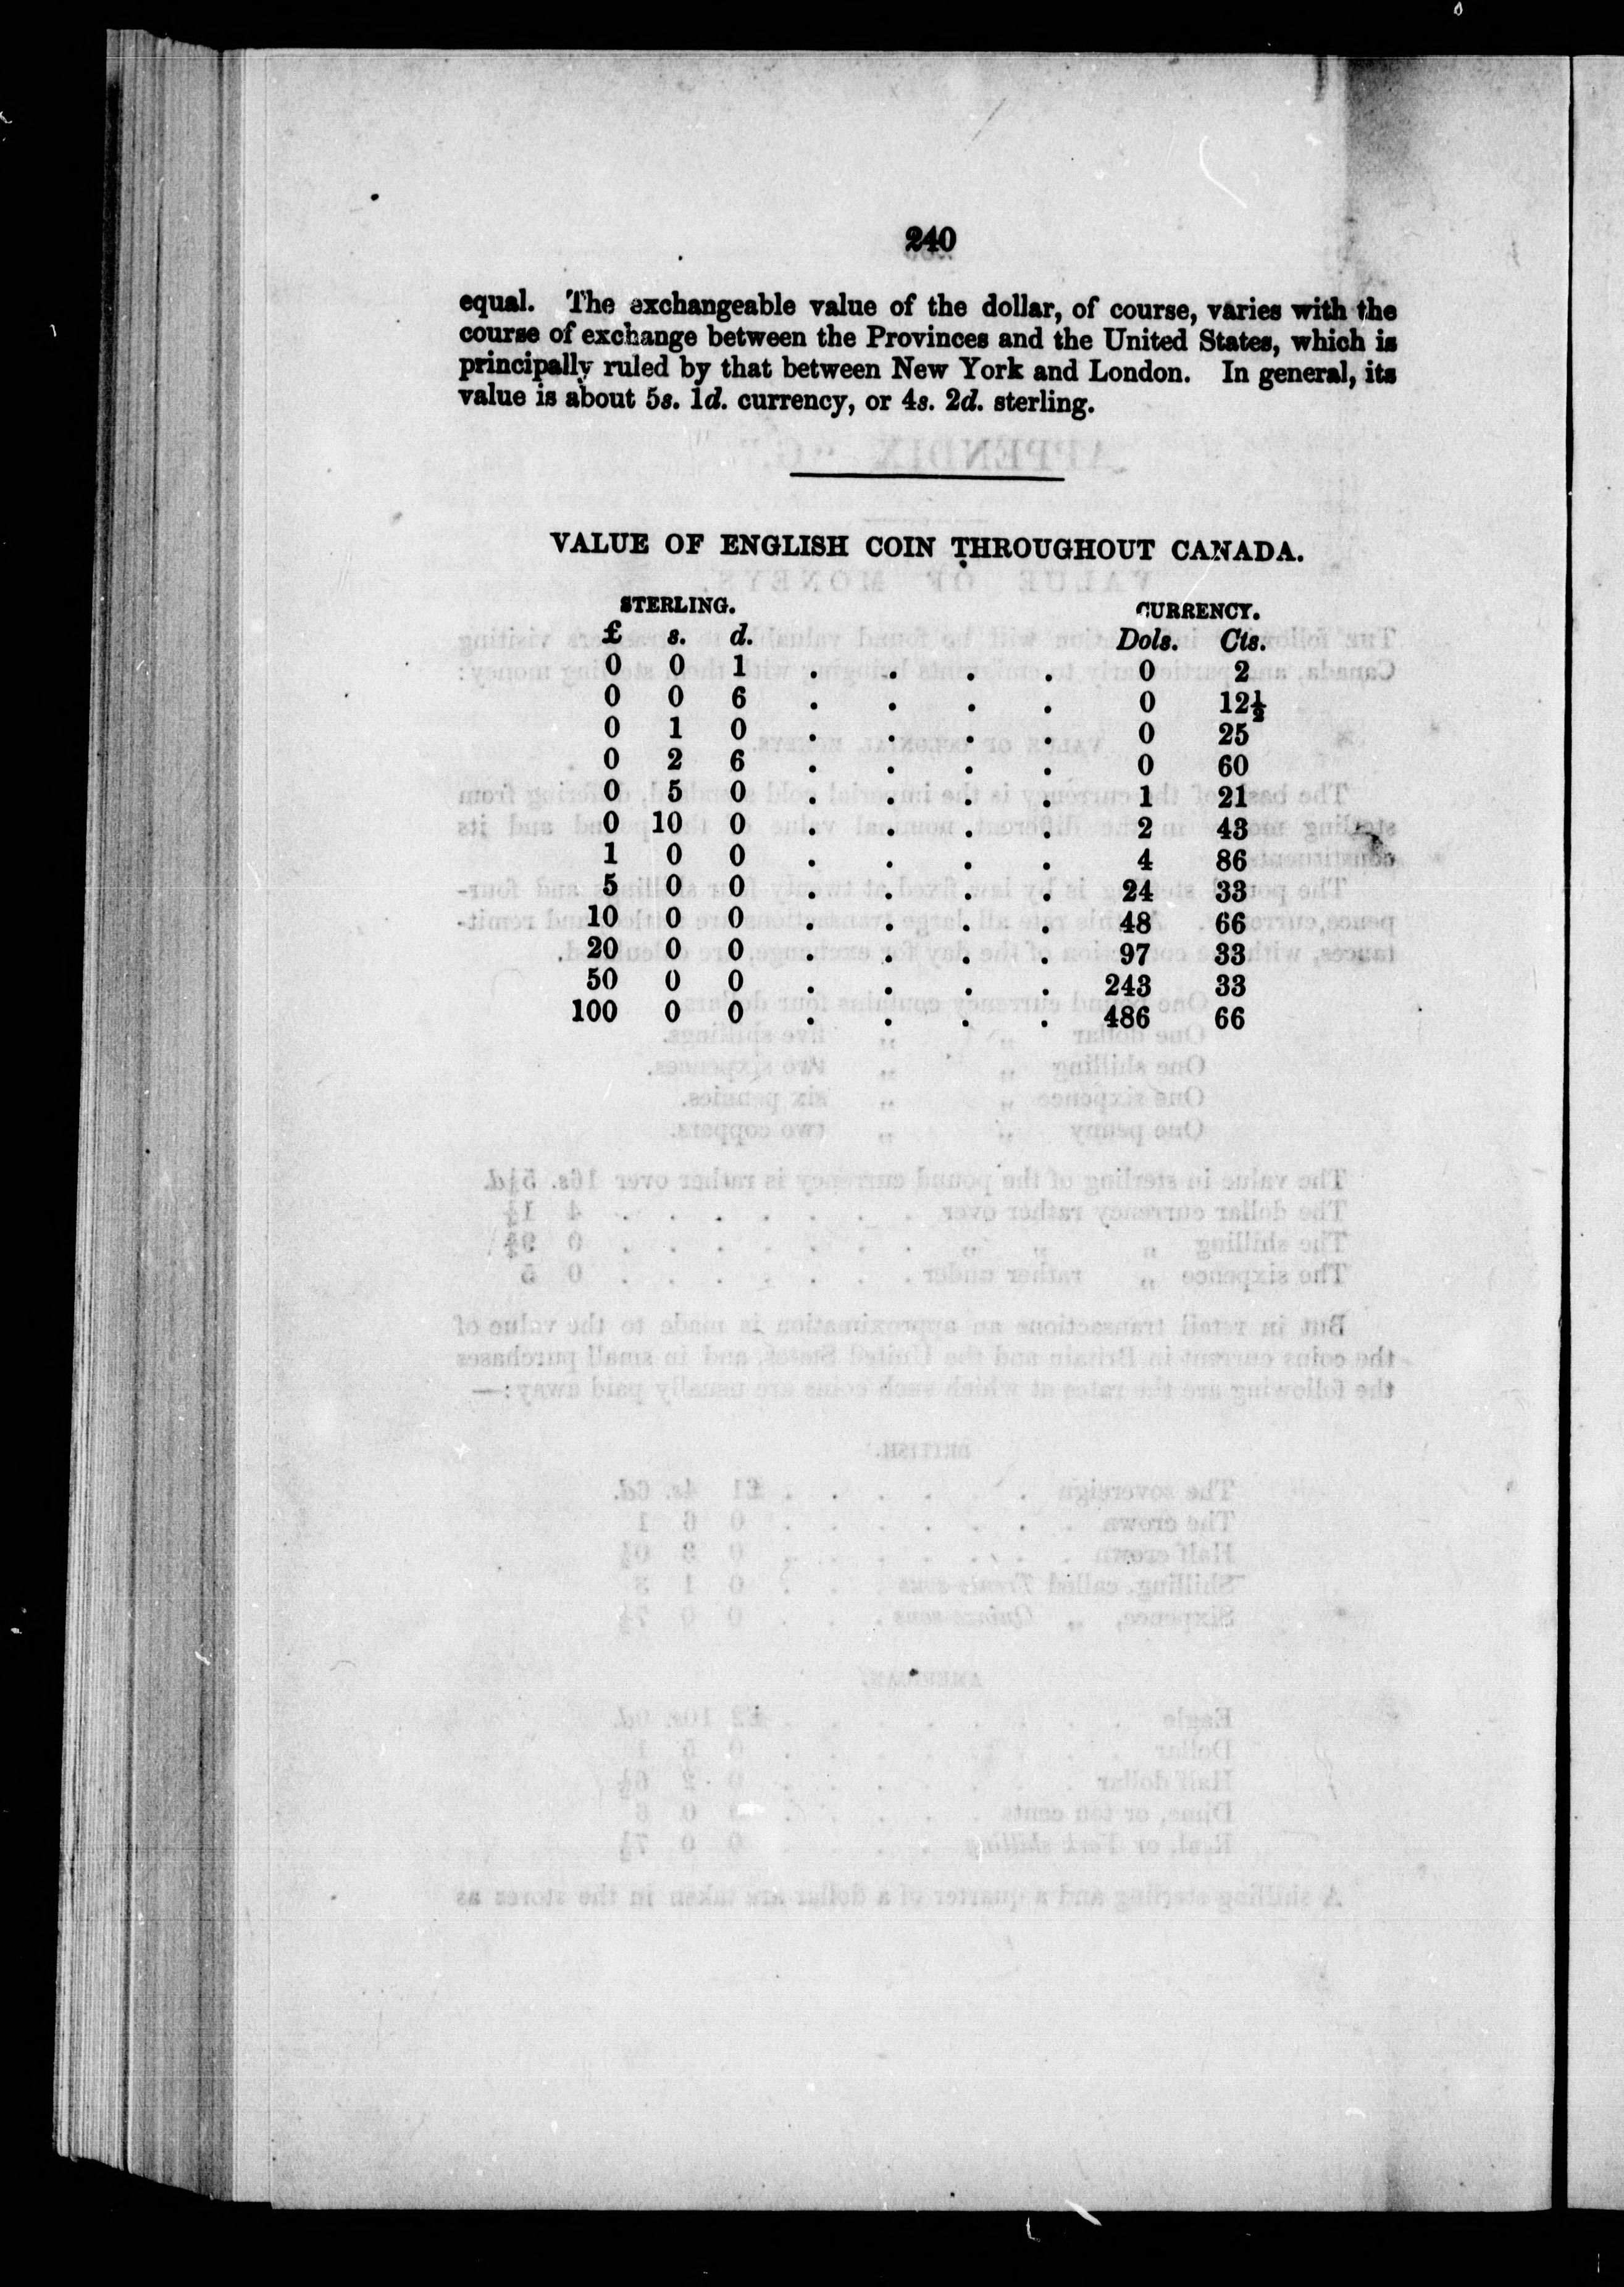 240
equal. The exchangeable value of the dollar, of course, varies with the
course of exchange between the Provinces and the United States, which is
principally ruled by that between New York and London. In general, its
value is about 5s. 1d. currency, or 4s. 2d. sterling.
VALUE OF ENGLISH COIN THROUGHOUT CANADA.
STERLING. CURRENCY.
£ s. d. Dols. Cts.
0 0 1 . . . . 0 2
0 0 6 . . . . 0 12½
0 1 0 . . . . 0 25
0 2 6 . . . . 0 60
0 5 0 . . . . 1 21
0 10 0 . . . . 2 43
1 0 0 . . . . 4 86
5 0 0 . . . . 24 33
10 0 0 . . . . 48 66
20 0 0 . . . . 97 33
50 0 0 . . . . 243 33
100 0 0 . . . . 486 66